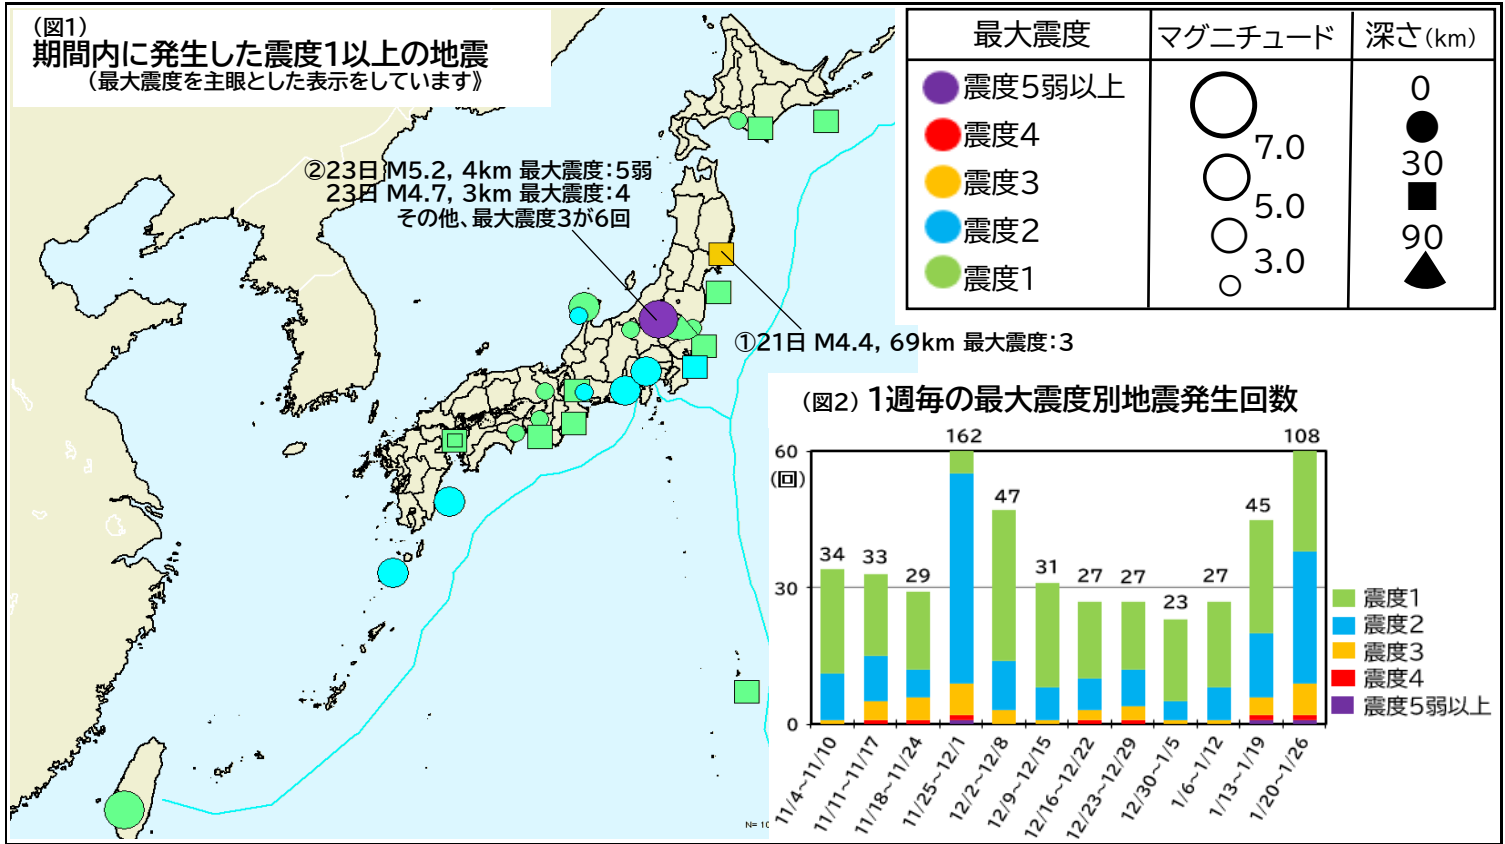 (図1)
期間内に発生した震度1以上の地震
(最大震度を主眼とした表示をしています》
②23日 M5.2, 4km 最大震度:5弱
23日 M4.7, 3km 最大震度:4
その他、最大震度3が6回
①21日 M4.4, 69km 最大震度:3
最大震度 マグニチュード 深さ(km)
震度5弱以上
震度4
震度3
震度2
震度1
7.0
5.0
3.0
0
30
90
(図2) 1週毎の最大震度別地震発生回数
60
(回)
30
0
34
33
29
162
47
31
27
27
23
27
45
108
11/4~11/10
11/11~11/17
11/18~11/24
11/25~12/1
12/2~12/8
12/9~12/15
12/16~12/22
12/23~12/29
12/30~1/5
1/6~1/12
1/13~1/19
1/20~1/26
震度1
震度2
震度3
震度4
震度5弱以上
N= 10